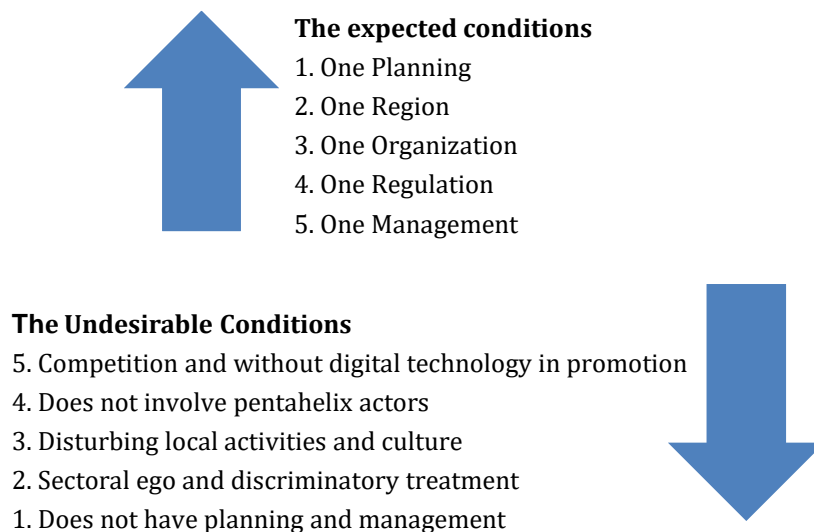 The expected conditions
1. One Planning
2. One Region
3. One Organization
4. One Regulation
5. One Management
The Undesirable Conditions
5. Competition and without digital technology in promotion
4. Does not involve pentahelix actors
3. Disturbing local activities and culture
2. Sectoral ego and discriminatory treatment
1. Does not have planning and management